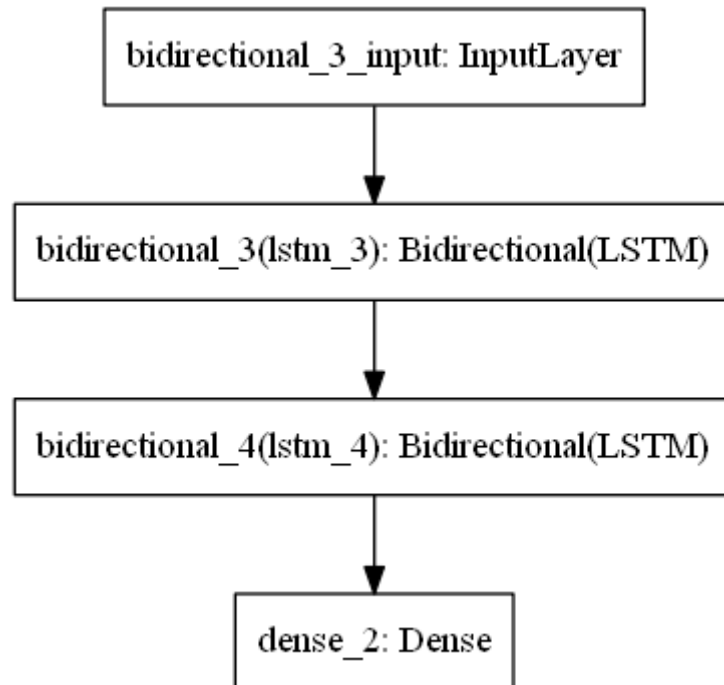 bidirectional_3_input: InputLayer
bidirectional_3(lstm_3): Bidirectional(LSTM)
bidirectional_4(lstm_4): Bidirectional(LSTM)
dense_2: Dense